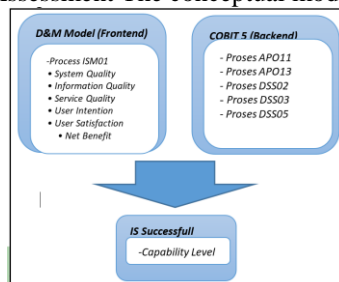 Assessment The conceptual mod
D&M Model (Frontend)
-Process ISM01
• System Quality
• Information Quality
• Service Quality
• User Intention
• User Satisfaction
• Net Benefit
COBIT 5 (Backend)
- Proses APO11
- Proses APO13
- Proses DSS02
- Proses DSS03
- Proses DSS05
IS Successfull
-Capability Level